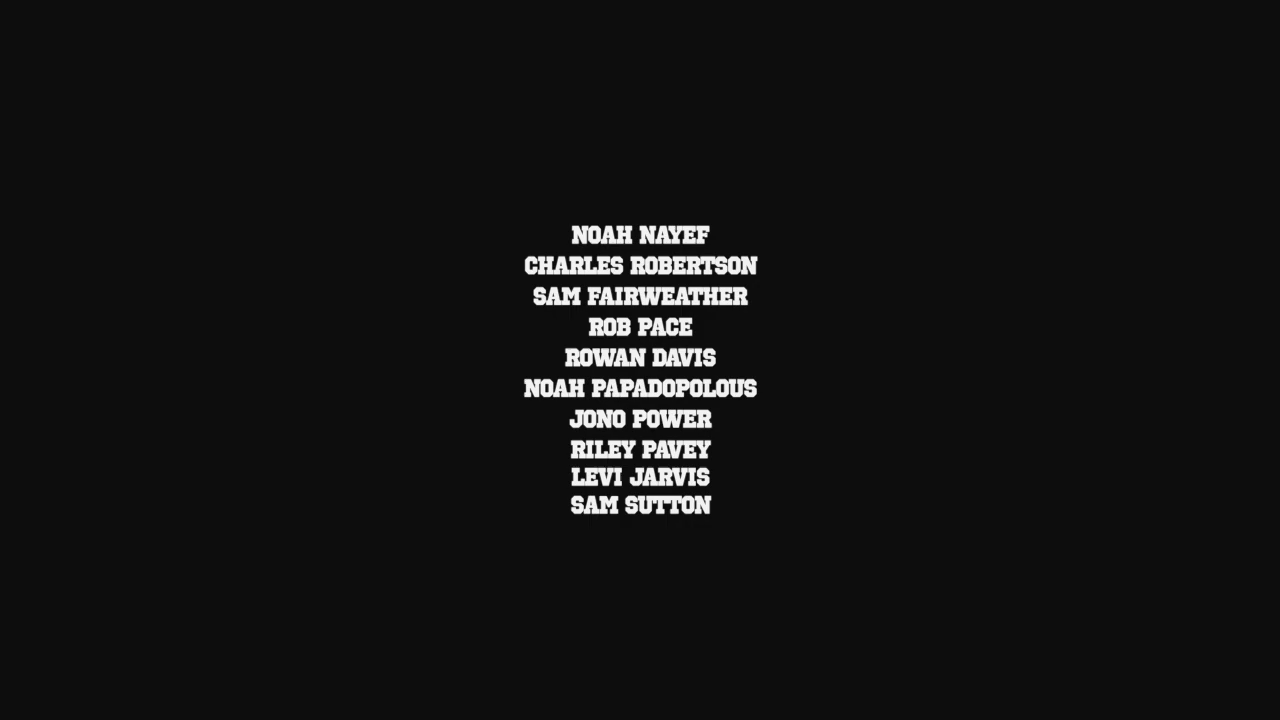 NOAH NAYEF
CHARLES ROBERTSON
SAM FAIRWEATHER
ROB PACE
ROWAN DAVIS
NOAH PAPADOPOLOUS
JONO POWER
RILEY PAVEY
LEVI JARVIS
SAM SUTTON